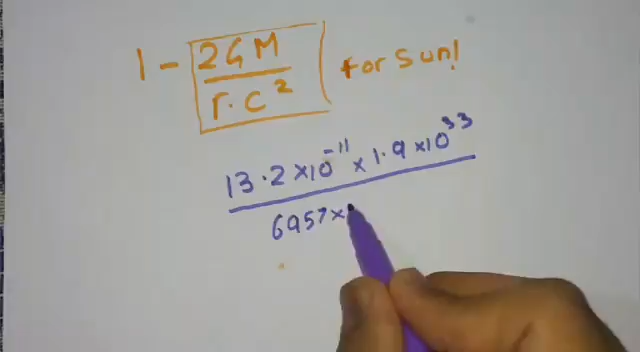 1 - 2GM / r.c² for sun!
13.2×10⁻¹¹ × 1.9×10³³
6957×